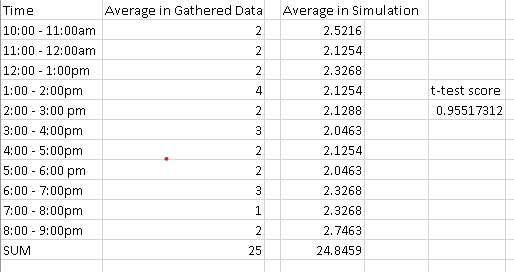 Time Average in Gathered Data Average in Simulation
10:00 - 11:00am 2 2.5216
11:00 - 12:00am 2 2.1254
12:00 - 1:00pm 2 2.3268
1:00 - 2:00pm 4 2.1254 t-test score
2:00 - 3:00 pm 2 2.1288 0.95517312
3:00 - 4:00pm 3 2.0463
4:00 - 5:00pm 2 2.1254
5:00 - 6:00 pm 2 2.0463
6:00 - 7:00pm 3 2.3268
7:00 - 8:00pm 1 2.3268
8:00 - 9:00pm 2 2.7463
SUM 25 24.8459